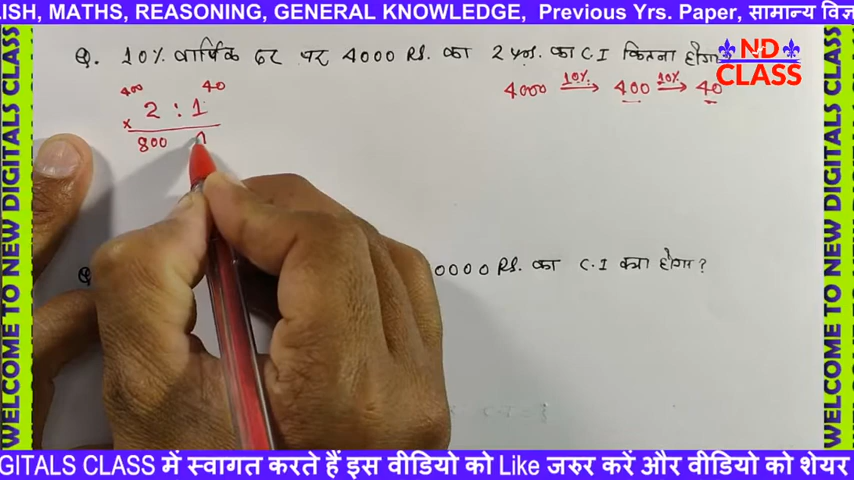 LISH, MATHS, REASONING, GENERAL KNOWLEDGE, Previous Yrs. Paper, सामान्य विज्ञ
ND
CLASS
Q. 10% वार्षिक दर पर 4000 RS. का 2 yrs. का C I कितना होगा
4000 10% → 400 10% → 40
400 40
× 2 : 1
800
0000 RS. का C.I क्या होगा?
WELCOME TO NEW DIGITALS CLASS
WELCOME TO NEW DIGITALS CLASS
GITALS CLASS में स्वागत करते हैं इस वीडियो को Like जरुर करें और वीडियो को शेयर